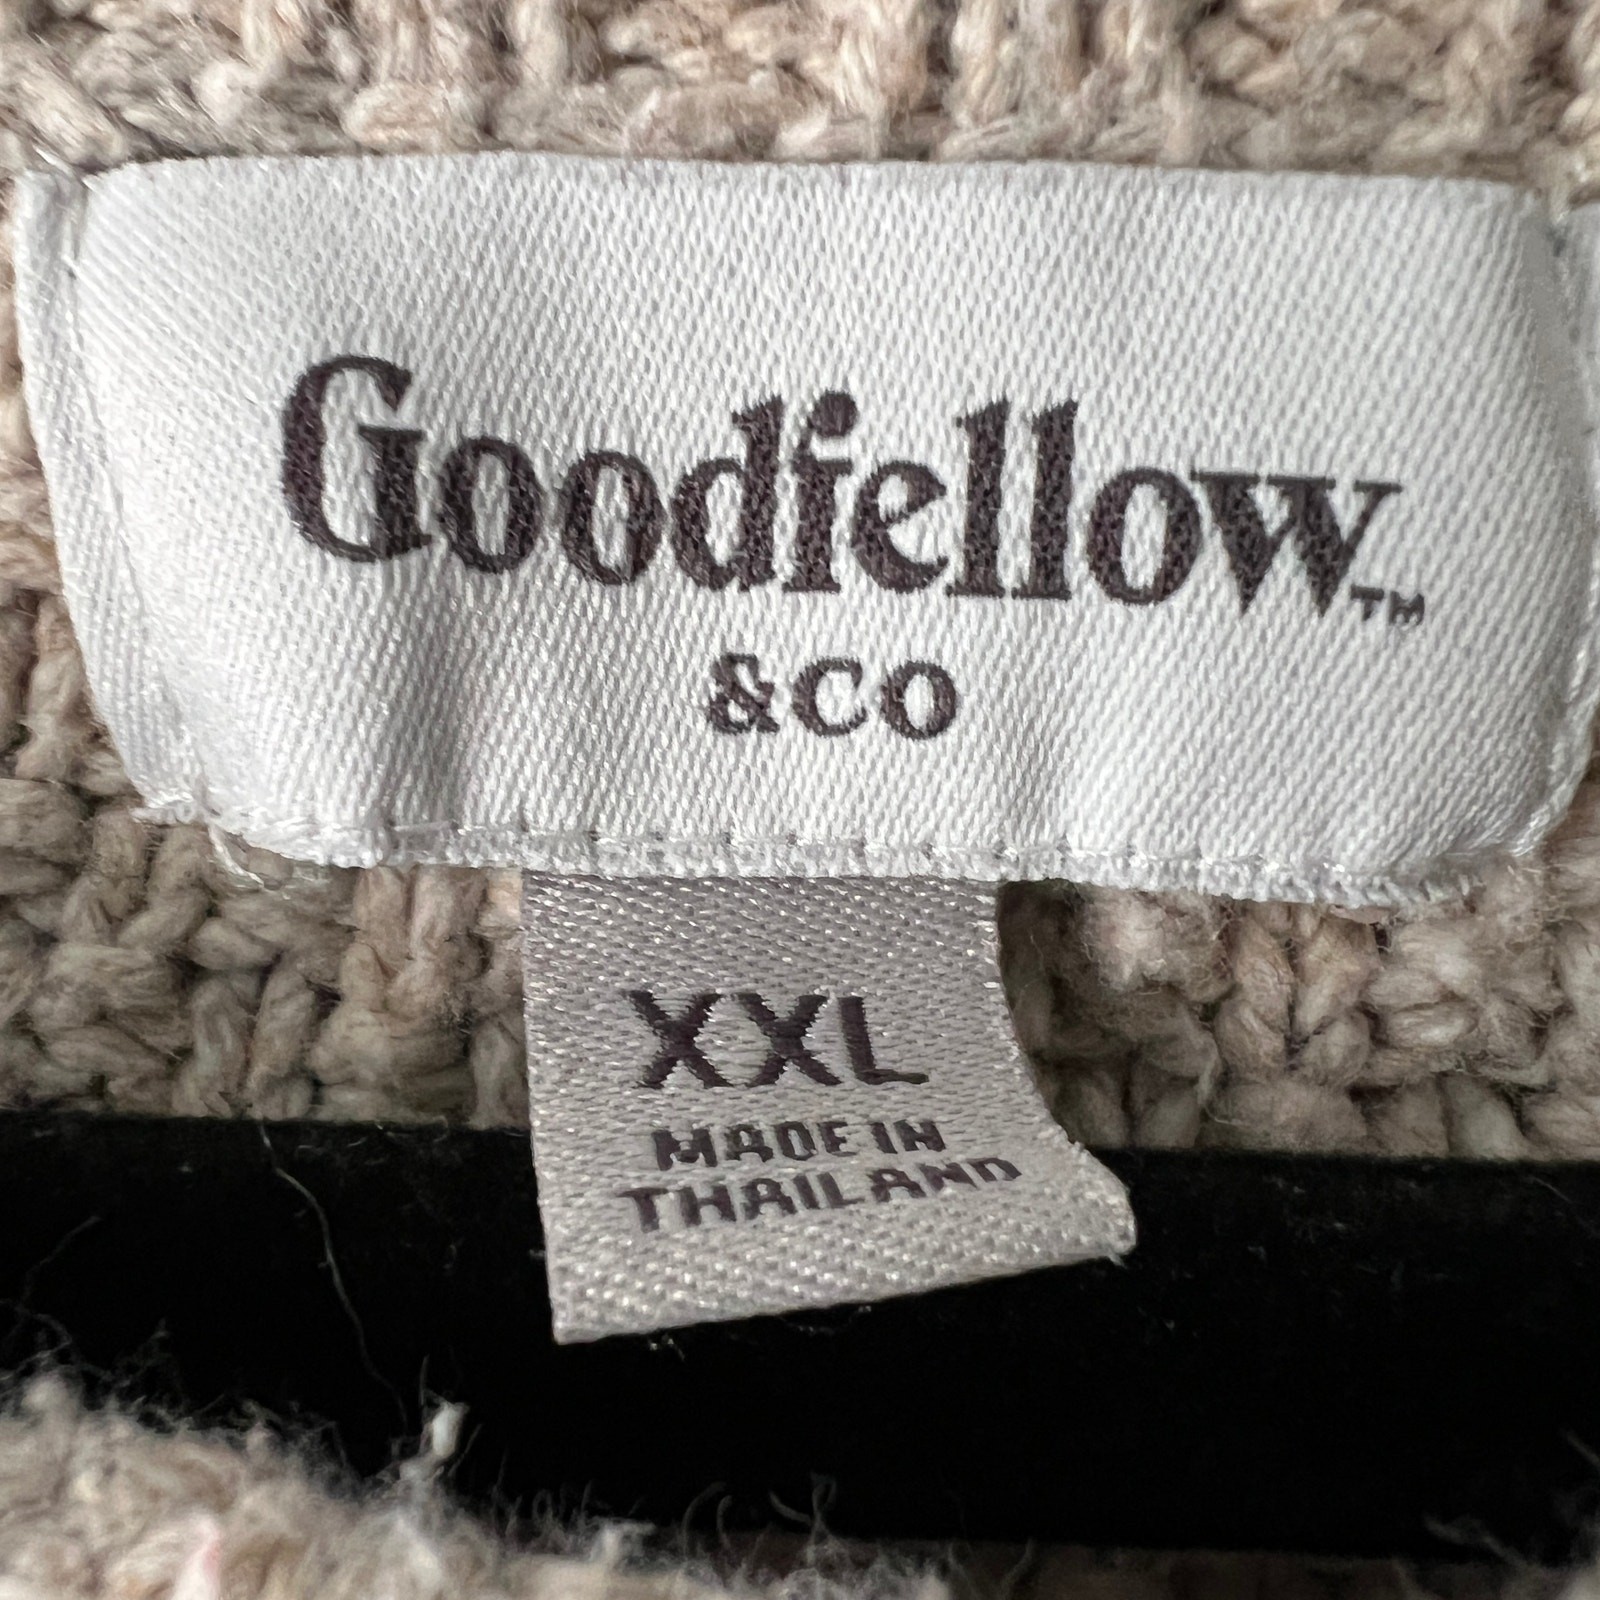 Goodfellow™
&CO
XXL
MADE IN
THAILAND